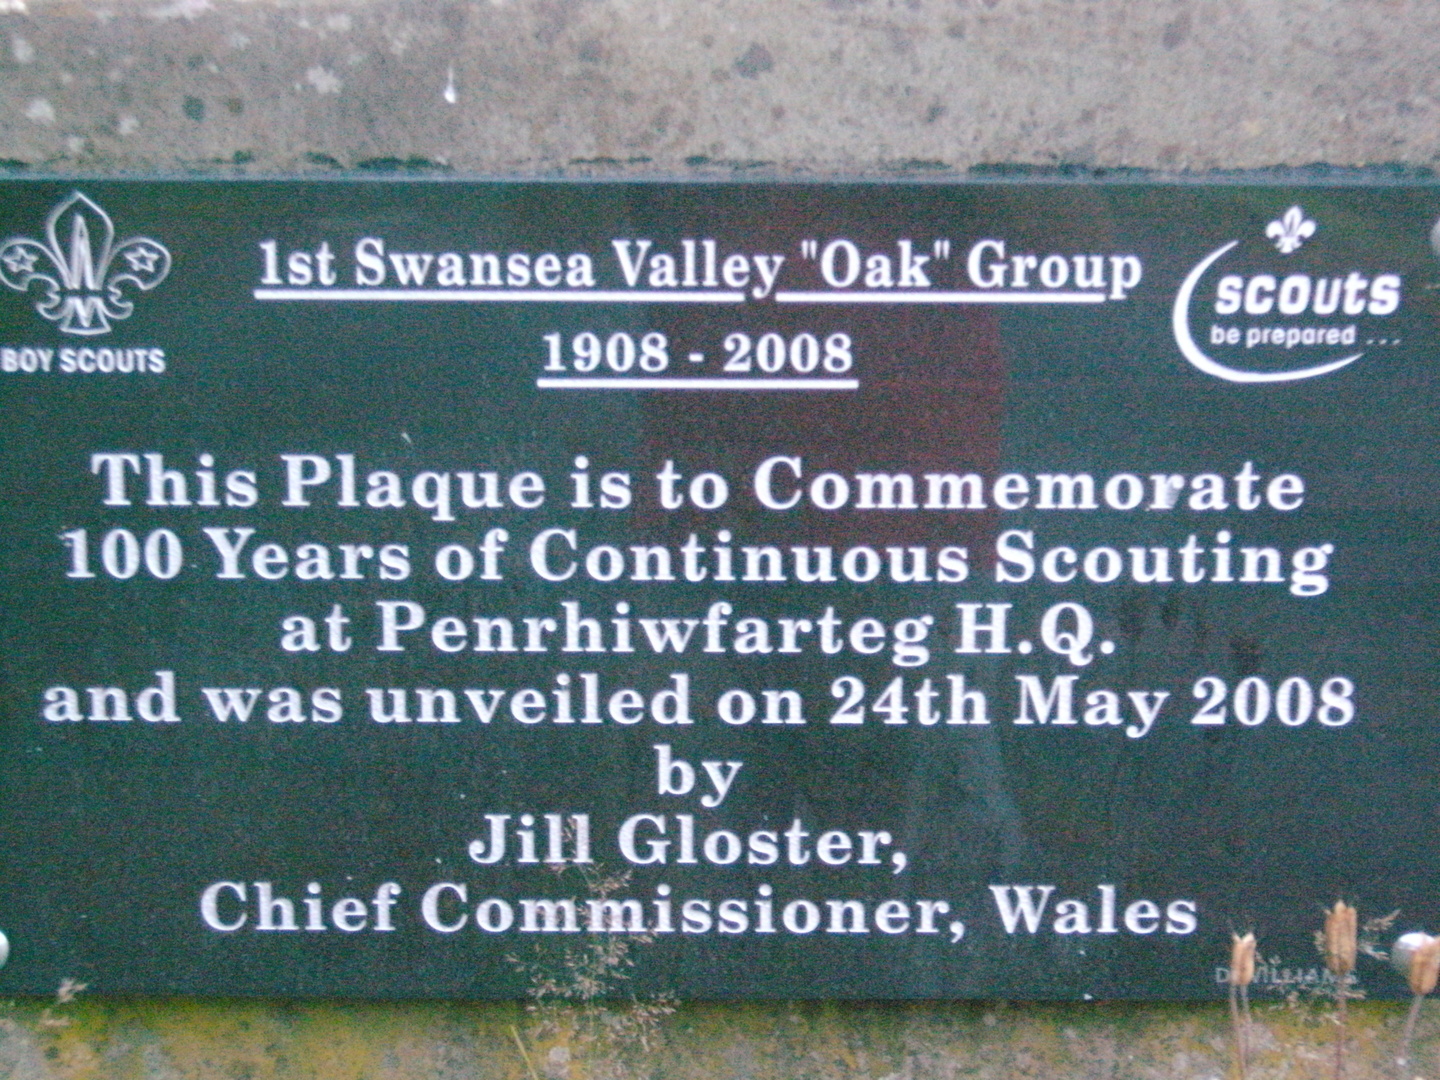 1st Swansea Valley "Oak" Group
1908 - 2008
BOY SCOUTS
scouts
be prepared ...
This Plaque is to Commemorate
100 Years of Continuous Scouting
at Penrhiwfarteg H.Q.
and was unveiled on 24th May 2008
by
Jill Gloster,
Chief Commissioner, Wales